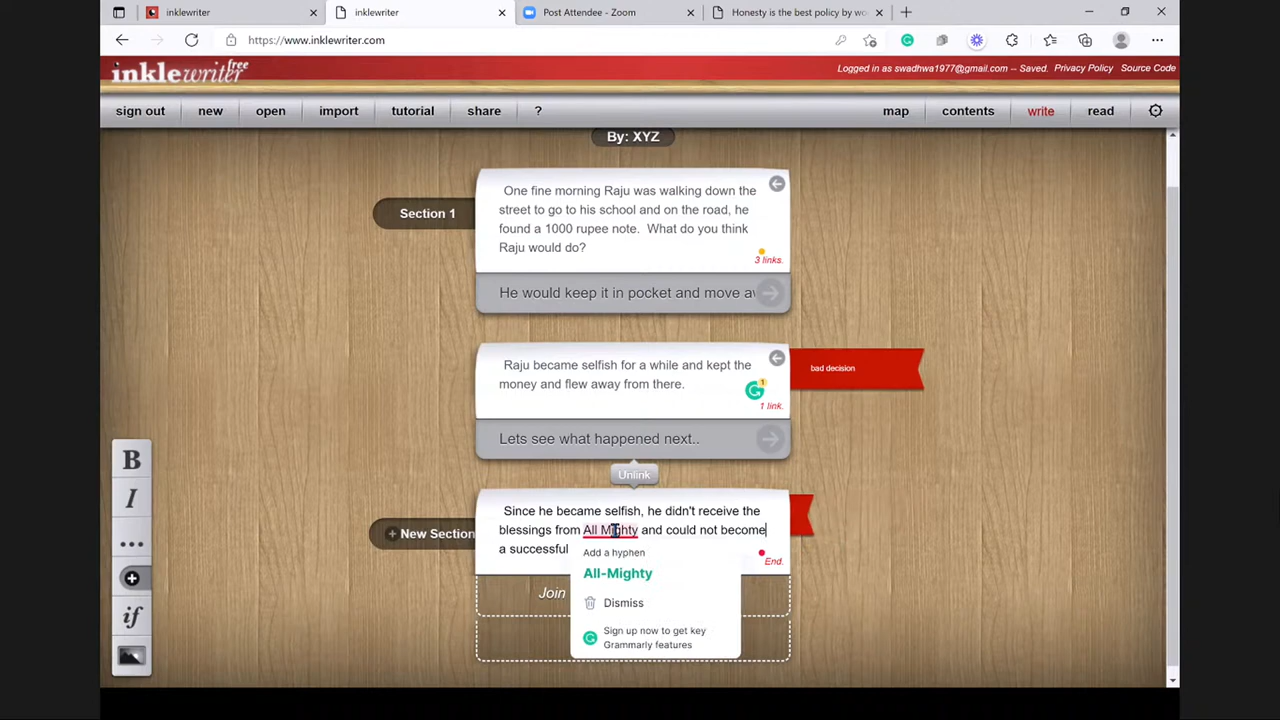 inklewriter
inklewriter
Post Attendee - Zoom
Honesty is the best policy by wo
https://www.inklewriter.com
inklewriter free
Logged in as swadhwa1977@gmail.com -- Saved. Privacy Policy Source Code
sign out new open import tutorial share ? map contents write read
By: XYZ
Section 1
One fine morning Raju was walking down the
street to go to his school and on the road, he
found a 1000 rupee note. What do you think
Raju would do?
3 links.
He would keep it in pocket and move av
Raju became selfish for a while and kept the
money and flew away from there.
1
1 link.
bad decision
Lets see what happened next..
Unlink
+ New Section
Since he became selfish, he didn't receive the
blessings from All Mighty and could not become
a successful
End.
Add a hyphen
All-Mighty
Dismiss
Sign up now to get key
Grammarly features
Join
B
I
...
if